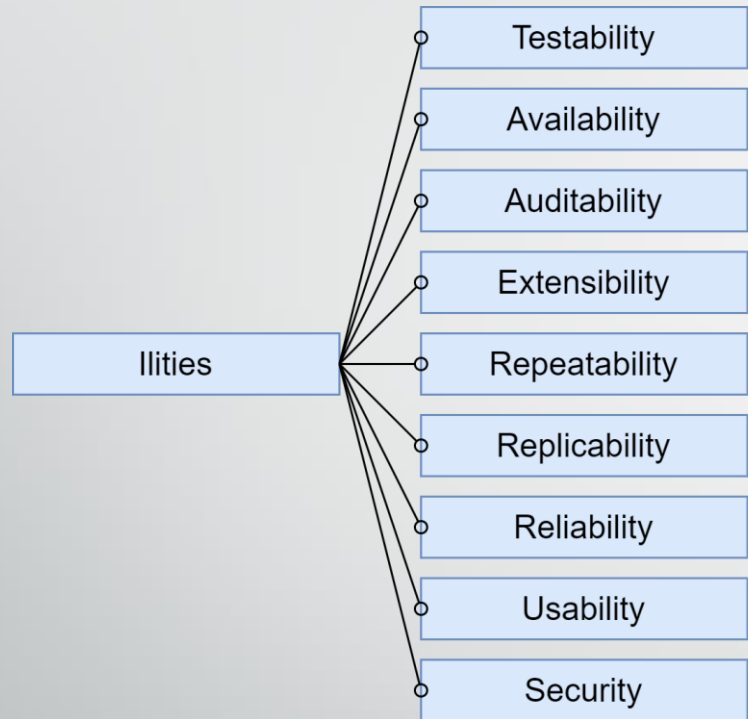 Testability
Availability
Auditability
Extensibility
Ilities
Repeatability
Replicability
Reliability
Usability
Security